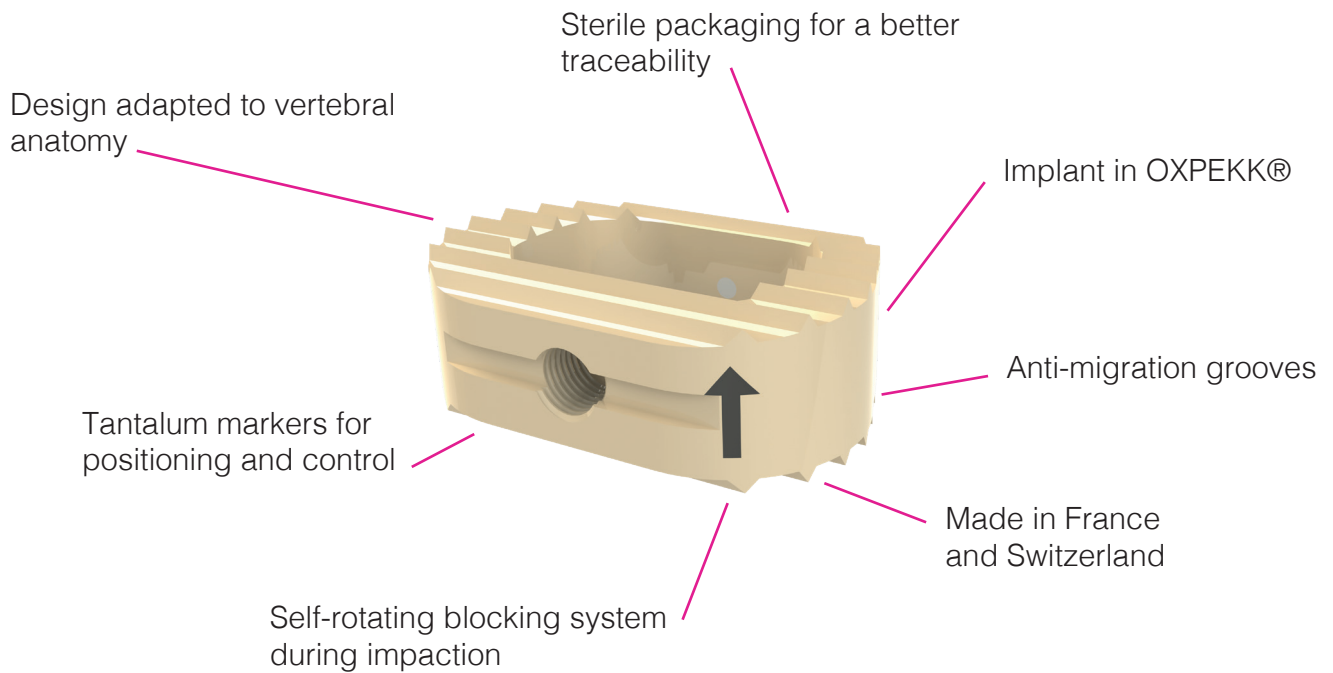 Sterile packaging for a better
traceability
Design adapted to vertebral
anatomy
Implant in OXPEKK®
Anti-migration grooves
Tantalum markers for
positioning and control
Made in France
and Switzerland
Self-rotating blocking system
during impaction